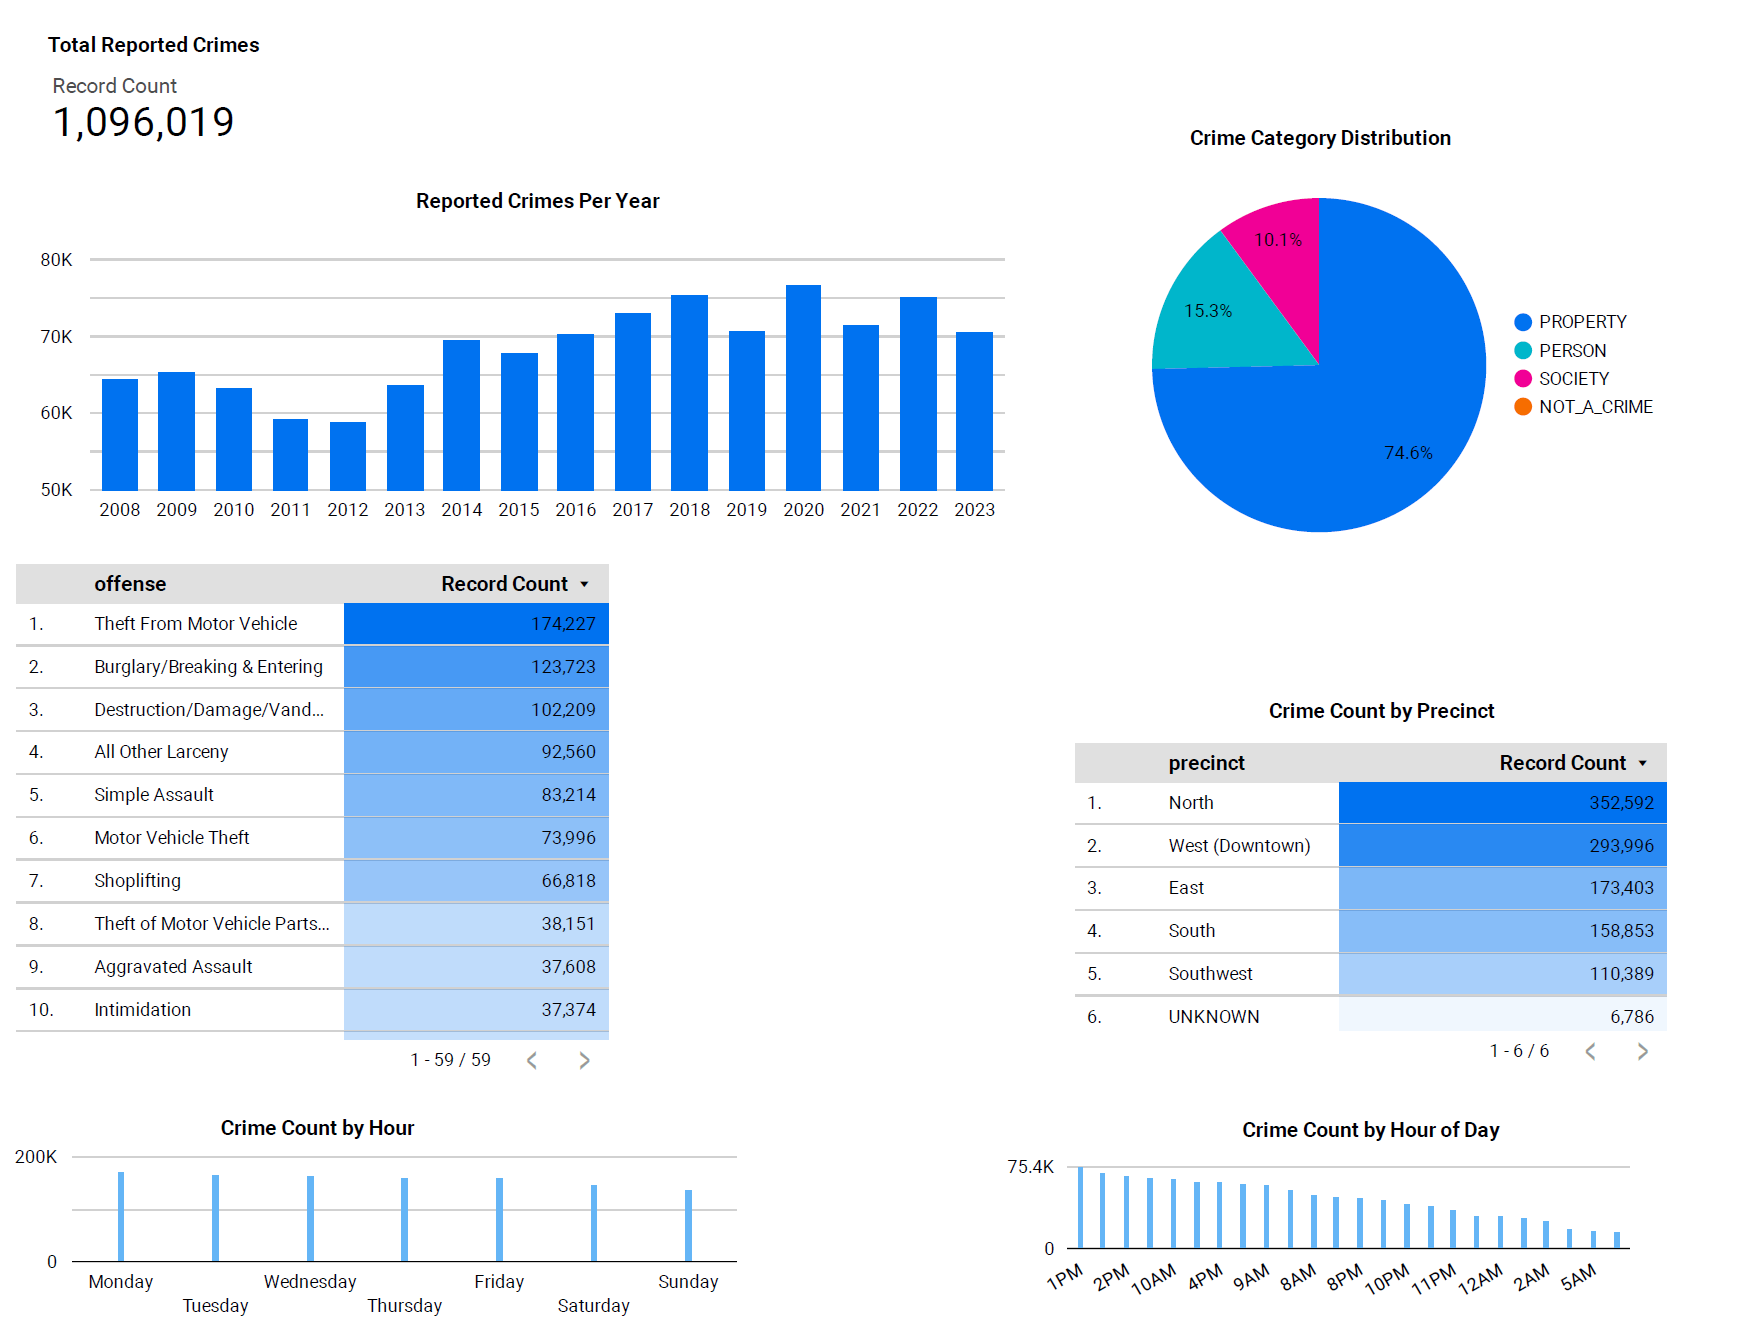 Total Reported Crimes
Record Count
1,096,019
Reported Crimes Per Year
80K
70K
60K
50K
2008 2009 2010 2011 2012 2013 2014 2015 2016 2017 2018 2019 2020 2021 2022 2023
Crime Category Distribution
10.1%
15.3%
74.6%
PROPERTY
PERSON
SOCIETY
NOT_A_CRIME
offense Record Count
1. Theft From Motor Vehicle 174,227
2. Burglary/Breaking & Entering 123,723
3. Destruction/Damage/Vand... 102,209
4. All Other Larceny 92,560
5. Simple Assault 83,214
6. Motor Vehicle Theft 73,996
7. Shoplifting 66,818
8. Theft of Motor Vehicle Parts... 38,151
9. Aggravated Assault 37,608
10. Intimidation 37,374
1 - 59 / 59
Crime Count by Precinct
precinct Record Count
1. North 352,592
2. West (Downtown) 293,996
3. East 173,403
4. South 158,853
5. Southwest 110,389
6. UNKNOWN 6,786
1 - 6 / 6
Crime Count by Hour
200K
0
Monday Tuesday Wednesday Thursday Friday Saturday Sunday
Crime Count by Hour of Day
75.4K
0
1PM 2PM 10AM 4PM 9AM 8AM 8PM 10PM 11PM 12AM 2AM 5AM